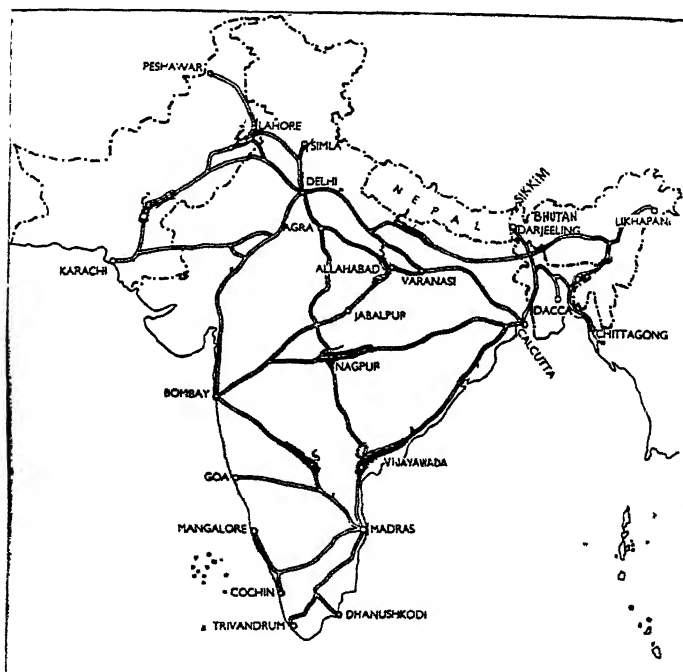 PESHAWAR
LAHORE
SIMLA
DELHI
NEPAL
SIKKIM
BHUTAN
DARJEELING
LIKHAPAN
AGRA
KARACHI
ALLAHABAD
VARANASI
JABALPUR
DACCA
CALCUTTA
CHITTAGONG
NAGPUR
BOMBAY
VIJAYAWADA
GOA
MANGALORE
MADRAS
COCHIN
TRIVANDRUM
DHANUSHKODI